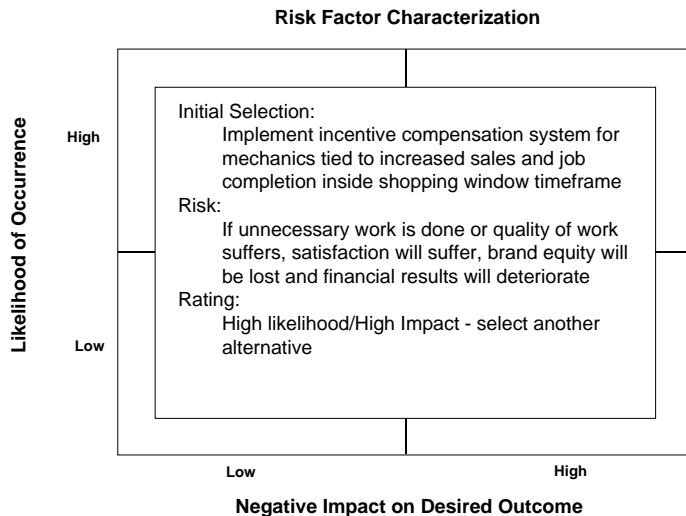 Risk Factor Characterization
Likelihood of Occurrence
High
Low
Initial Selection:
Implement incentive compensation system for
mechanics tied to increased sales and job
completion inside shopping window timeframe
Risk:
If unnecessary work is done or quality of work
suffers, satisfaction will suffer, brand equity will
be lost and financial results will deteriorate
Rating:
High likelihood/High Impact - select another
alternative
Low
High
Negative Impact on Desired Outcome